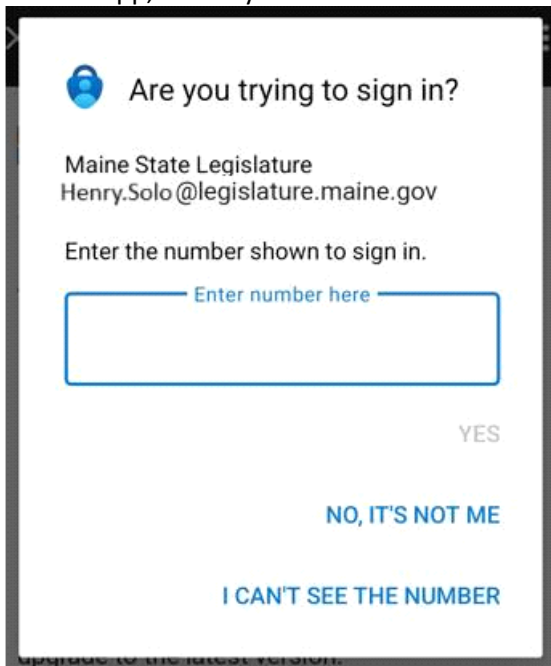 Are you trying to sign in?
Maine State Legislature
Henry.Solo@legislature.maine.gov
Enter the number shown to sign in.
Enter number here
YES
NO, IT'S NOT ME
I CAN'T SEE THE NUMBER
upgrade to the latest version.